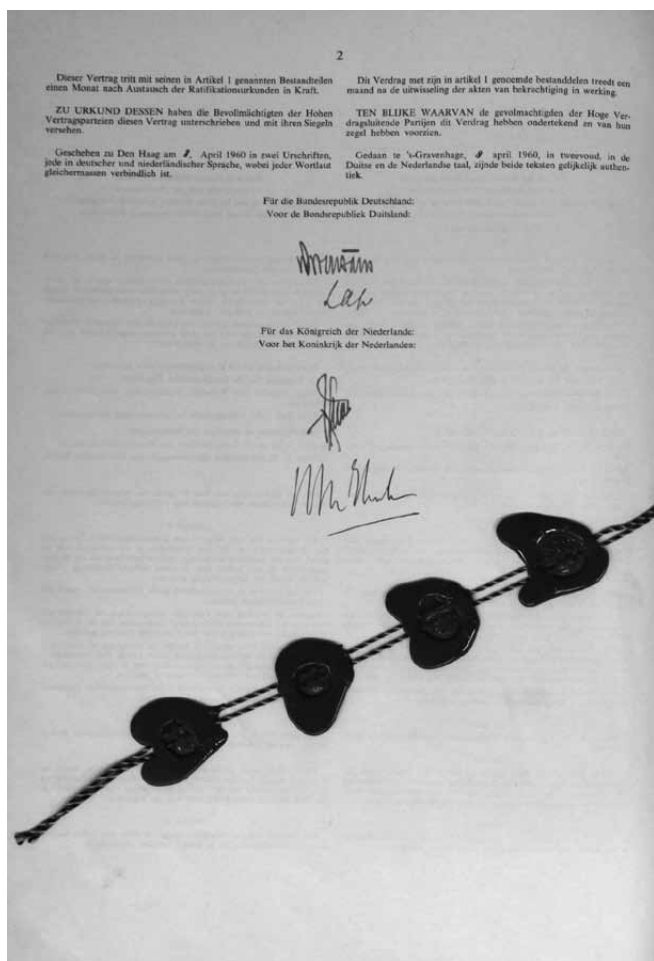 2
Dieser Vertrag tritt mit seinen in Artikel 1 genannten Bestandteilen
einen Monat nach Austausch der Ratifikationsurkunden in Kraft.
ZU URKUND DESSEN haben die Bevollmächtigten der Hohen
Vertragsparteien diesen Vertrag unterschrieben und mit ihren Siegeln
versehen.
Geschehen zu Den Haag am 8. April 1960 in zwei Urschriften,
jede in deutscher und niederländischer Sprache, wobei jeder Wortlaut
gleichermassen verbindlich ist.
Dit Verdrag met zijn in artikel 1 genoemde bestanddelen treedt een
maand na de uitwisseling der akten van bekrachtiging in werking.
TEN BLIJKE WAARVAN de gevolmachtigden der Hoge Ver-
dragsluitende Partijen dit Verdrag hebben ondertekend en van hun
zegel hebben voorzien.
Gedaan te 's-Gravenhage, 8 april 1960, in tweevoud, in de
Duitse en de Nederlandse taal, zijnde beide teksten gelijkelijk authen-
tiek.
Für die Bundesrepublik Deutschland:
Voor de Bondsrepubliek Duitsland:
Lahr
Für das Königreich der Niederlande:
Voor het Koninkrijk der Nederlanden: